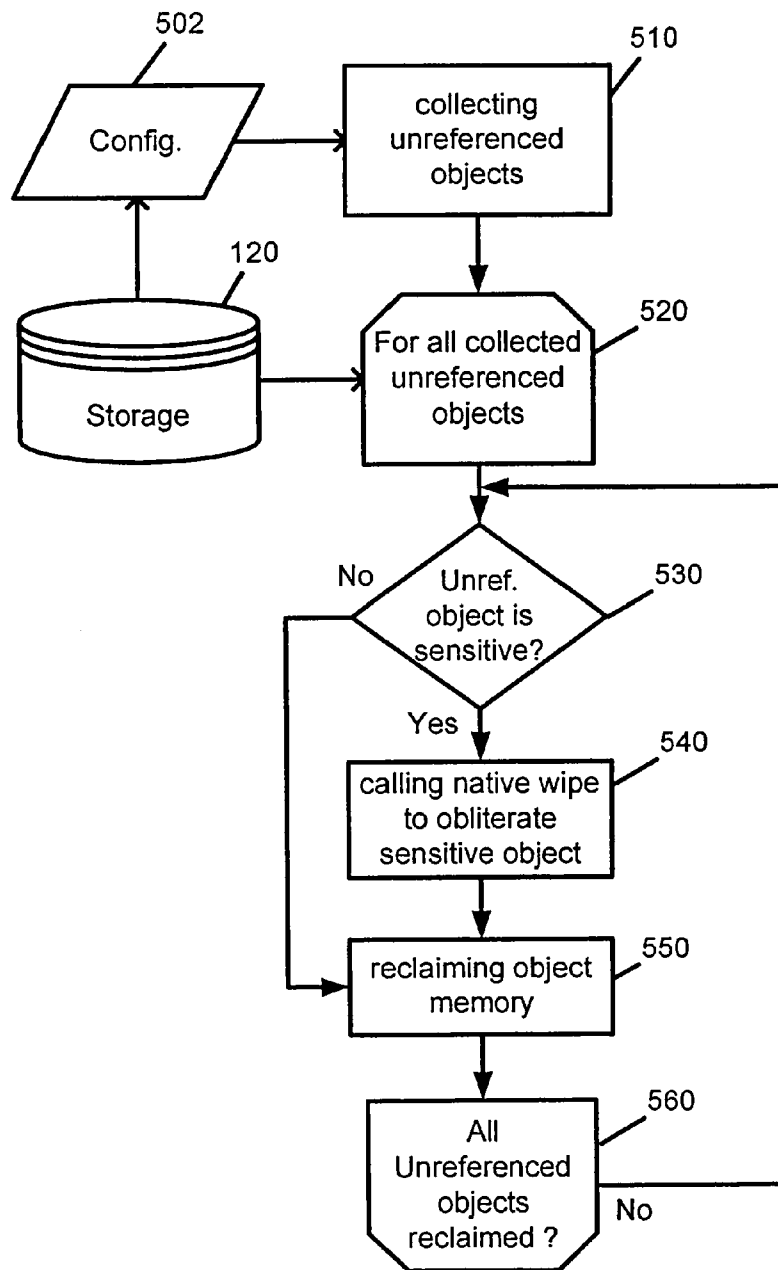 502
510
Config.
collecting
unreferenced
objects
120
520
For all collected
unreferenced
objects
Storage
No
530
Unref.
object is
sensitive?
Yes
540
calling native wipe
to obliterate
sensitive object
550
reclaiming object
memory
560
All
Unreferenced
objects
reclaimed ?
No